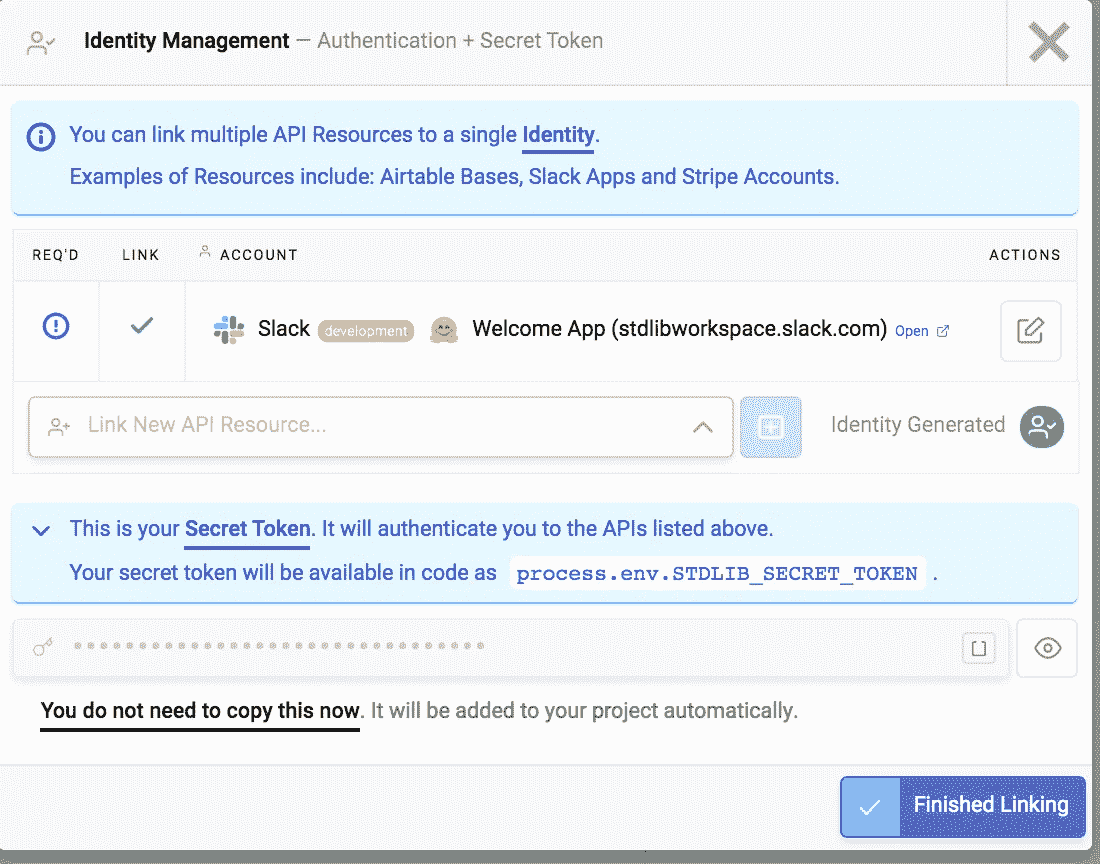 Identity Management — Authentication + Secret Token
You can link multiple API Resources to a single Identity.
Examples of Resources include: Airtable Bases, Slack Apps and Stripe Accounts.
REQ'D LINK ACCOUNT ACTIONS
Slack development Welcome App (stdlibworkspace.slack.com) Open
Link New API Resource... Identity Generated
This is your Secret Token. It will authenticate you to the APIs listed above.
Your secret token will be available in code as process.env.STDLIB_SECRET_TOKEN .
You do not need to copy this now. It will be added to your project automatically.
Finished Linking